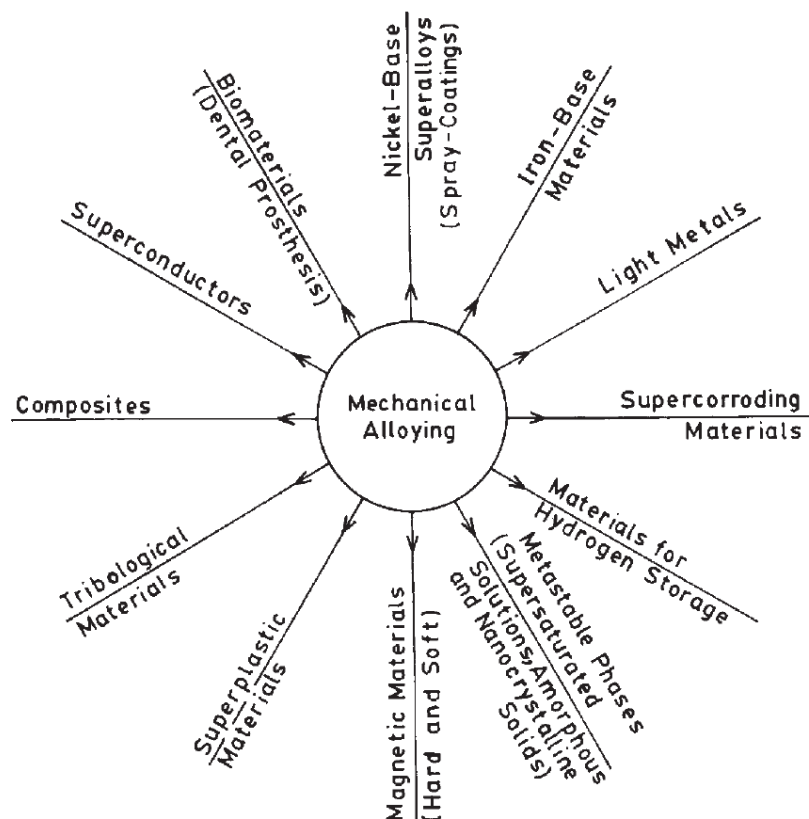 Mechanical
Alloying
Nickel-Base
Superalloys
(Spray-Coatings)
Iron-Base
Materials
Light Metals
Supercorroding
Materials
Materials for
Hydrogen Storage
Metastable Phases
(Supersaturated
Solutions, Amorphous
and Nanocrystalline
Solids)
Magnetic Materials
(Hard and Soft)
Superplastic
Materials
Tribological
Materials
Composites
Superconductors
Biomaterials
(Dental Prosthesis)